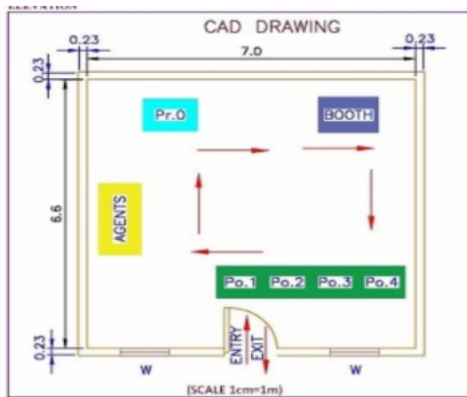 ELEVATION
CAD DRAWING
0.23 7.0 0.23
0.23
Pr.O BOOTH
AGENTS
6.6
Po.1 Po.2 Po.3 Po.4
0.23
ENTRY EXIT
W W
(SCALE 1cm=1m)